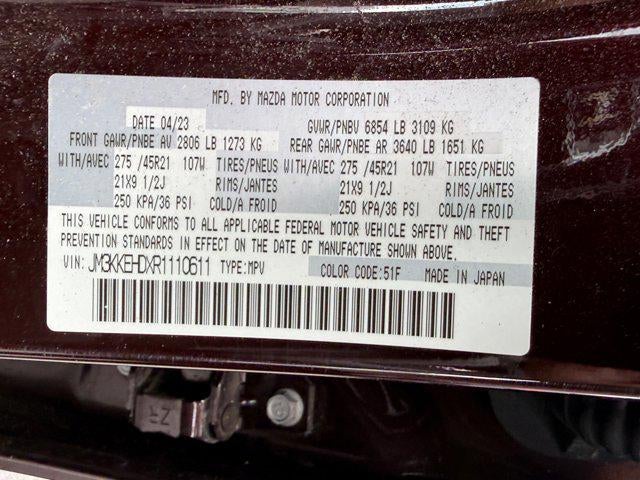 MFD. BY MAZDA MOTOR CORPORATION
DATE 04/23 GVWR/PNBV 6854 LB 3109 KG
FRONT GAWR/PNBE AV 2806 LB 1273 KG REAR GAWR/PNBE AR 3640 LB 1651 KG
WITH/AVEC 275 /45R21 107W TIRES/PNEUS WITH/AVEC 275 /45R21 107W TIRES/PNEUS
21X9 1/2J RIMS/JANTES 21X9 1/2J RIMS/JANTES
250 KPA/36 PSI COLD/A FROID 250 KPA/36 PSI COLD/A FROID
THIS VEHICLE CONFORMS TO ALL APPLICABLE FEDERAL MOTOR VEHICLE SAFETY AND THEFT
PREVENTION STANDARDS IN EFFECT ON THE DATE OF MANUFACTURE SHOWN ABOVE.
VIN: JM3KKEHDXR1110611 TYPE:MPV COLOR CODE:51F MADE IN JAPAN
ZR